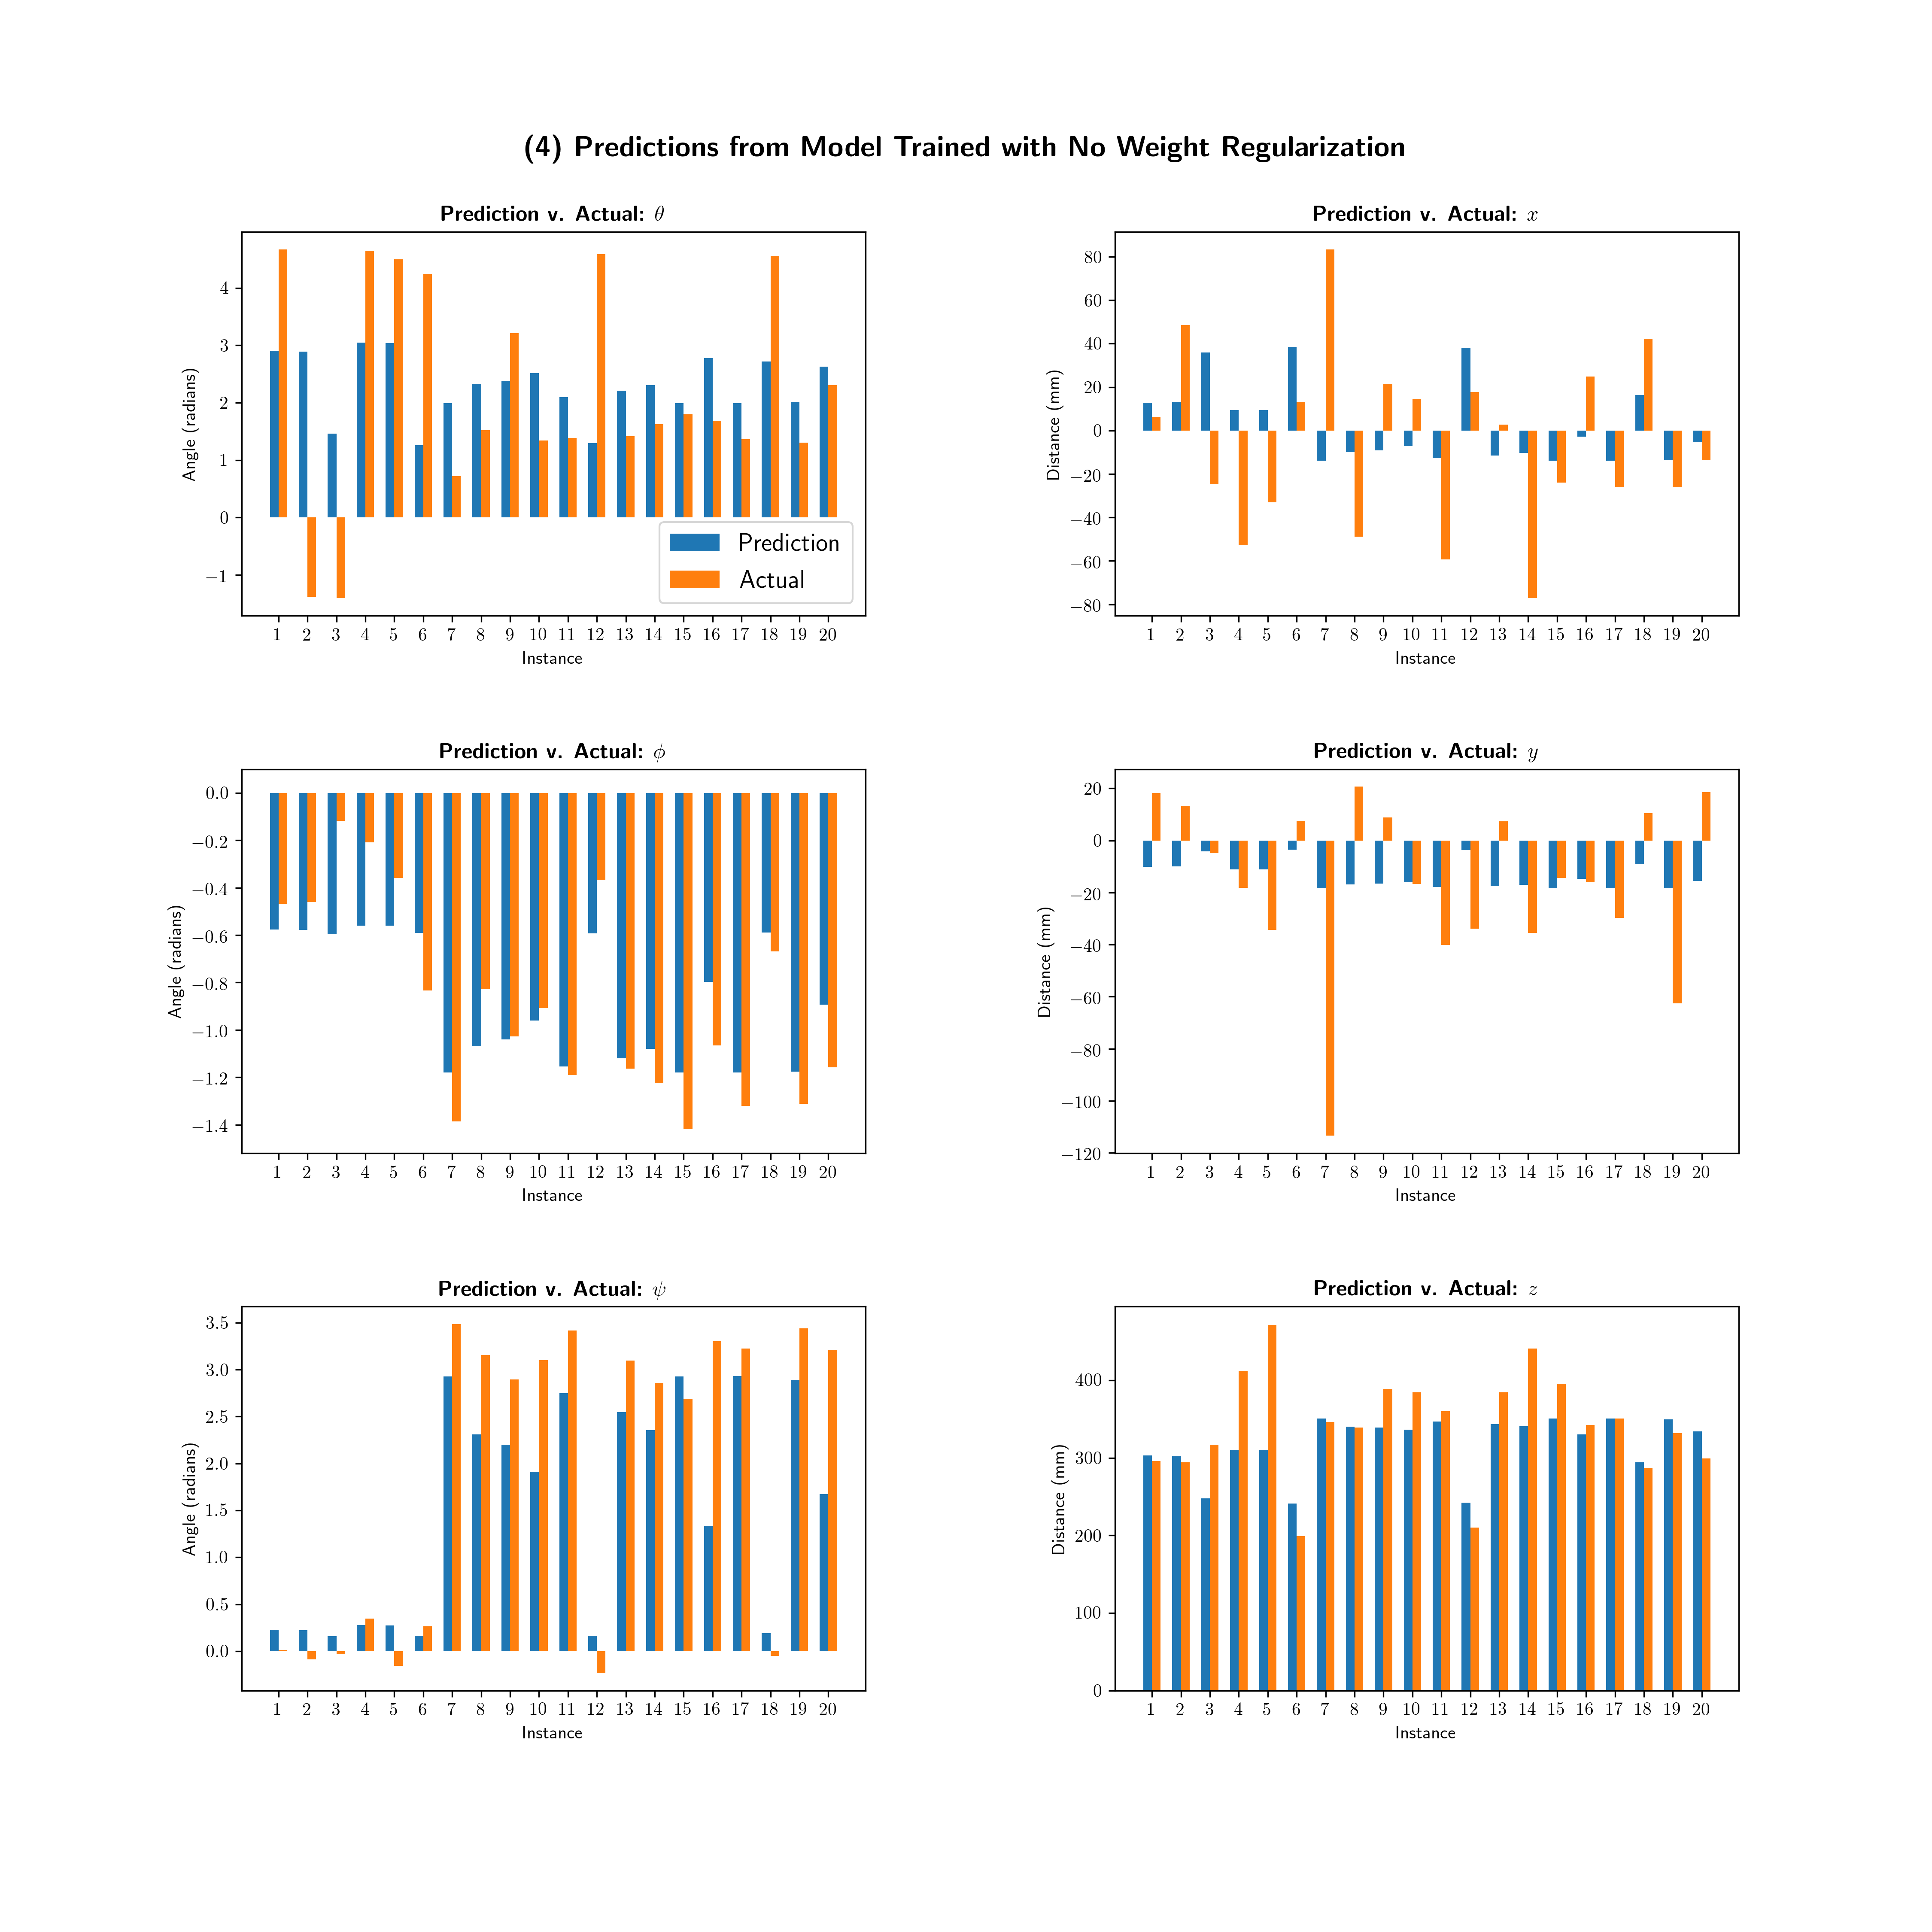 (4) Predictions from Model Trained with No Weight Regularization
Prediction v. Actual: θ
Angle (radians)
4
3
2
1
0
−1
Prediction
Actual
1 2 3 4 5 6 7 8 9 10 11 12 13 14 15 16 17 18 19 20
Instance
Prediction v. Actual: x
Distance (mm)
80
60
40
20
0
−20
−40
−60
−80
1 2 3 4 5 6 7 8 9 10 11 12 13 14 15 16 17 18 19 20
Instance
Prediction v. Actual: ϕ
Angle (radians)
0.0
−0.2
−0.4
−0.6
−0.8
−1.0
−1.2
−1.4
1 2 3 4 5 6 7 8 9 10 11 12 13 14 15 16 17 18 19 20
Instance
Prediction v. Actual: y
Distance (mm)
20
0
−20
−40
−60
−80
−100
−120
1 2 3 4 5 6 7 8 9 10 11 12 13 14 15 16 17 18 19 20
Instance
Prediction v. Actual: ψ
Angle (radians)
3.5
3.0
2.5
2.0
1.5
1.0
0.5
0.0
1 2 3 4 5 6 7 8 9 10 11 12 13 14 15 16 17 18 19 20
Instance
Prediction v. Actual: z
Distance (mm)
400
300
200
100
0
1 2 3 4 5 6 7 8 9 10 11 12 13 14 15 16 17 18 19 20
Instance